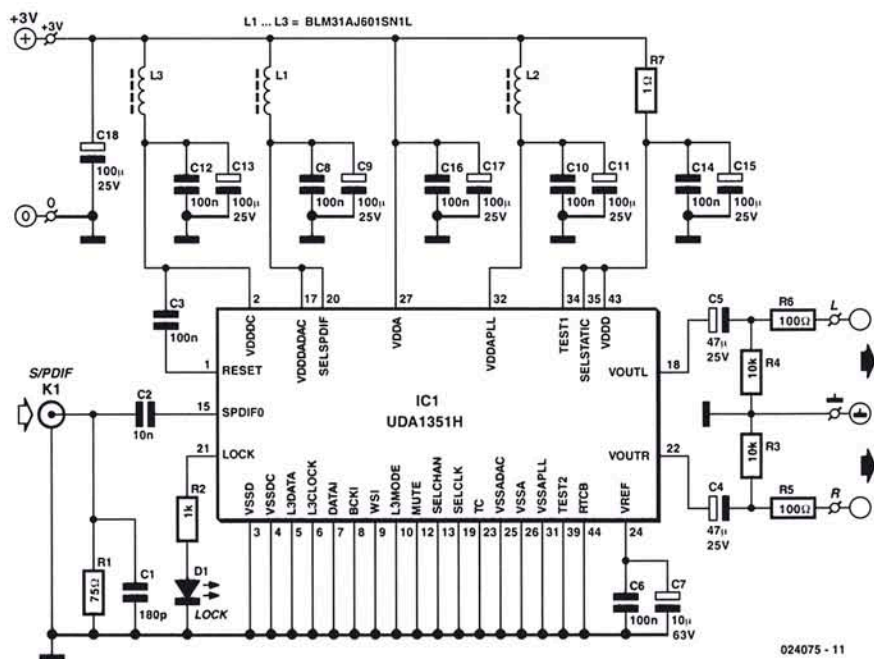 L1 ... L3 = BLM31AJ601SN1L
+3V
+3V
L3
L1
L2
R7
1Ω
C18
100µ
25V
C12
100n
C13
100µ
25V
C8
100n
C9
100µ
25V
C16
100n
C17
100µ
25V
C10
100n
C11
100µ
25V
C14
100n
C15
100µ
25V
0
0
C3
100n
2
17
20
27
32
34
35
43
VDDDC
VDDDADAC
SELSPDIF
VDDA
VDDAPLL
TEST1
SELSTATIC
VDDD
1
RESET
S/PDIF
K1
C2
10n
15
SPDIF0
21
LOCK
IC1
UDA1351H
VOUTL
18
VOUTR
22
C5
47µ
25V
R6
100Ω
L
R4
10k
R3
10k
C4
47µ
25V
R5
100Ω
R
R2
1k
D1
LOCK
R1
75Ω
C1
180p
VSSD
VSSDC
L3DATA
L3CLOCK
DATAI
BCKI
WSI
L3MODE
MUTE
SELCHAN
SELCLK
TC
VSSADAC
VSSA
VSSAPLL
TEST2
RTCB
VREF
3
4
5
6
7
8
9
10
12
13
19
23
25
26
31
39
44
24
C6
100n
C7
10µ
63V
024075 - 11